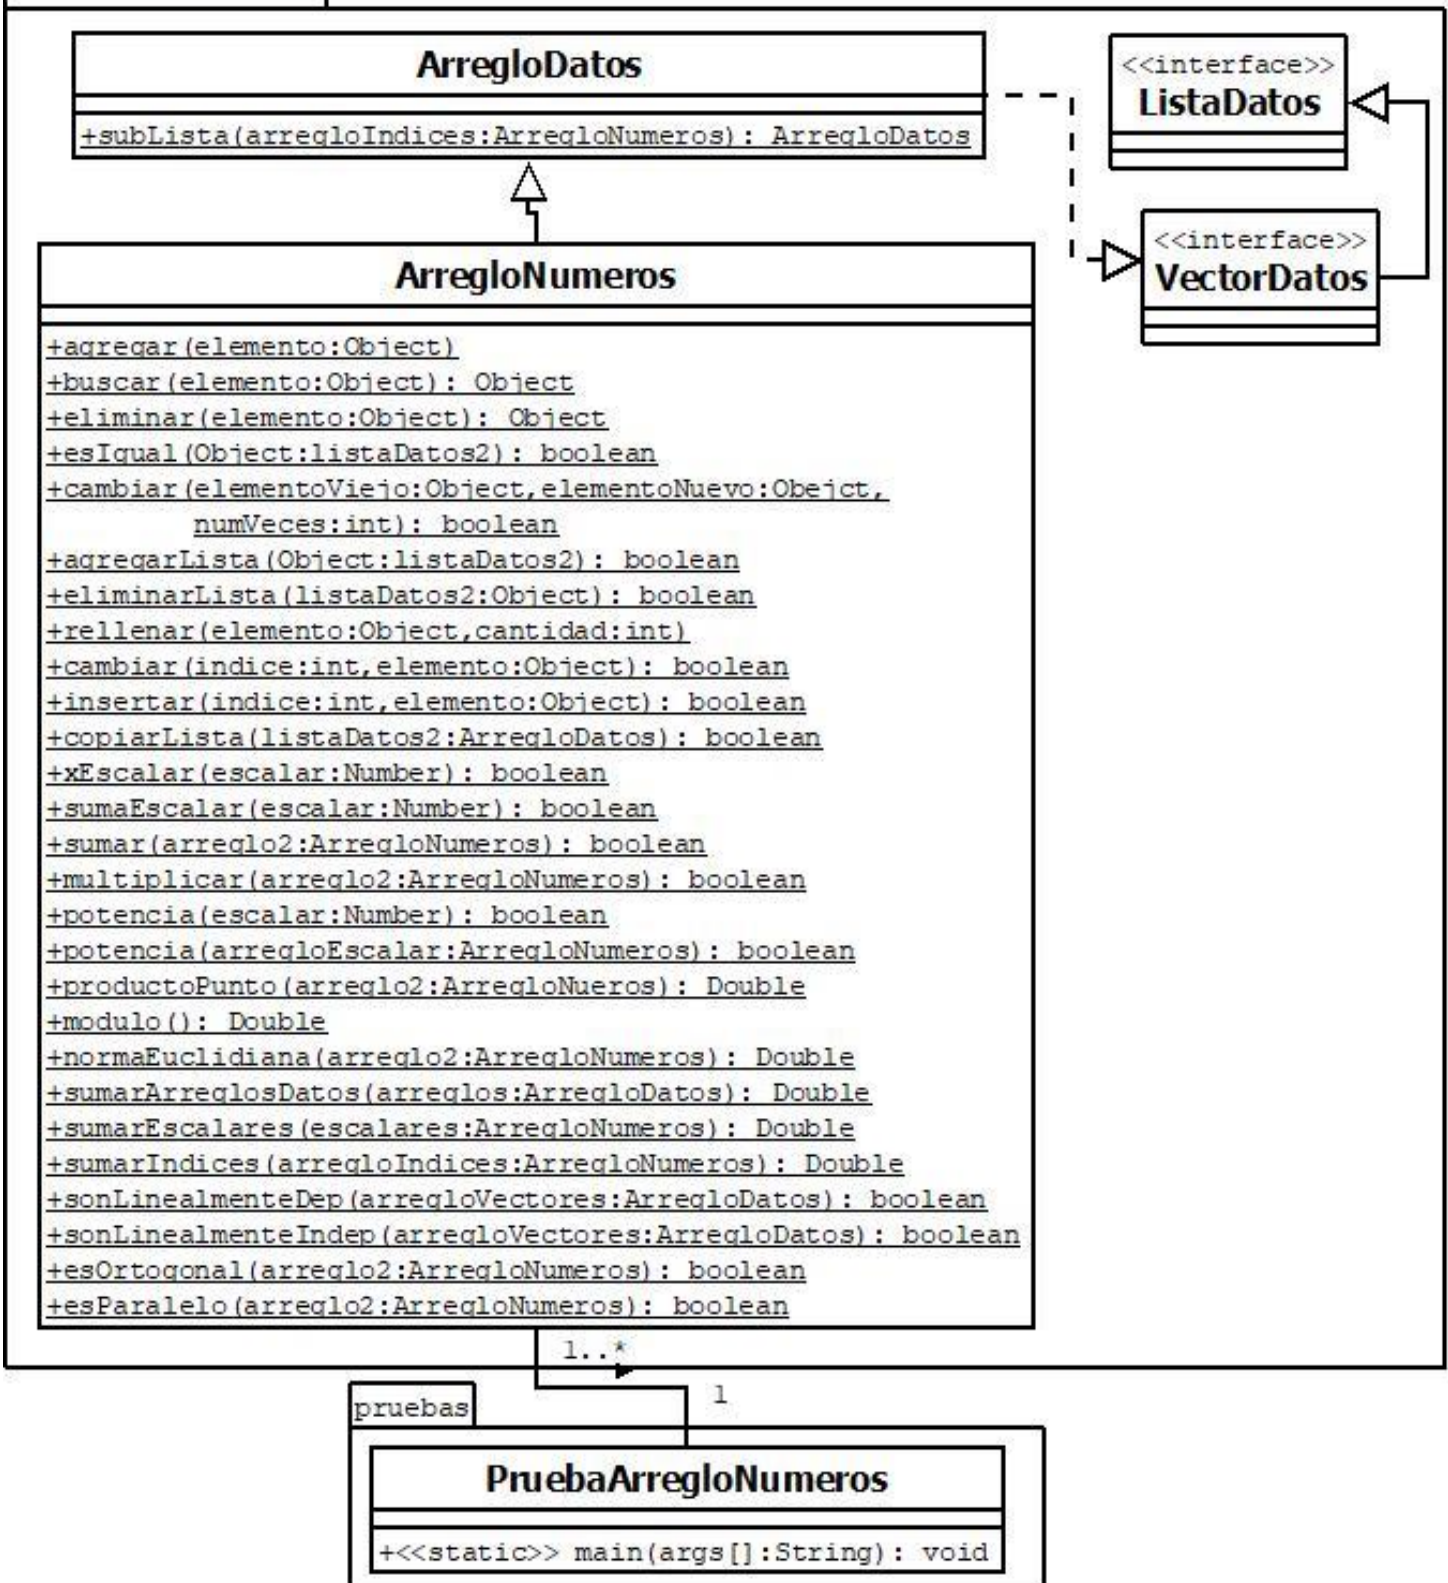 ArregloDatos
+subLista(arregloIndices:ArregloNumeros): ArregloDatos
<<interface>>
ListaDatos
<<interface>>
VectorDatos
ArregloNumeros
+agregar(elemento:Object)
+buscar(elemento:Object): Object
+eliminar(elemento:Object): Object
+esIgual(Object:listaDatos2): boolean
+cambiar(elementoViejo:Object,elementoNuevo:Obejct,
numVeces:int): boolean
+agregarLista(Object:listaDatos2): boolean
+eliminarLista(listaDatos2:Object): boolean
+rellenar(elemento:Object,cantidad:int)
+cambiar(indice:int,elemento:Object): boolean
+insertar(indice:int,elemento:Object): boolean
+copiarLista(listaDatos2:ArregloDatos): boolean
+xEscalar(escalar:Number): boolean
+sumaEscalar(escalar:Number): boolean
+sumar(arreglo2:ArregloNumeros): boolean
+multiplicar(arreglo2:ArregloNumeros): boolean
+potencia(escalar:Number): boolean
+potencia(arregloEscalar:ArregloNumeros): boolean
+productoPunto(arreglo2:ArregloNueros): Double
+modulo(): Double
+normaEuclidiana(arreglo2:ArregloNumeros): Double
+sumarArreglosDatos(arreglos:ArregloDatos): Double
+sumarEscalares(escalares:ArregloNumeros): Double
+sumarIndices(arregloIndices:ArregloNumeros): Double
+sonLinealmenteDep(arregloVectores:ArregloDatos): boolean
+sonLinealmenteIndep(arregloVectores:ArregloDatos): boolean
+esOrtogonal(arreglo2:ArregloNumeros): boolean
+esParalelo(arreglo2:ArregloNumeros): boolean
1..*
1
pruebas
PruebaArregloNumeros
+<<static>> main(args[]:String): void